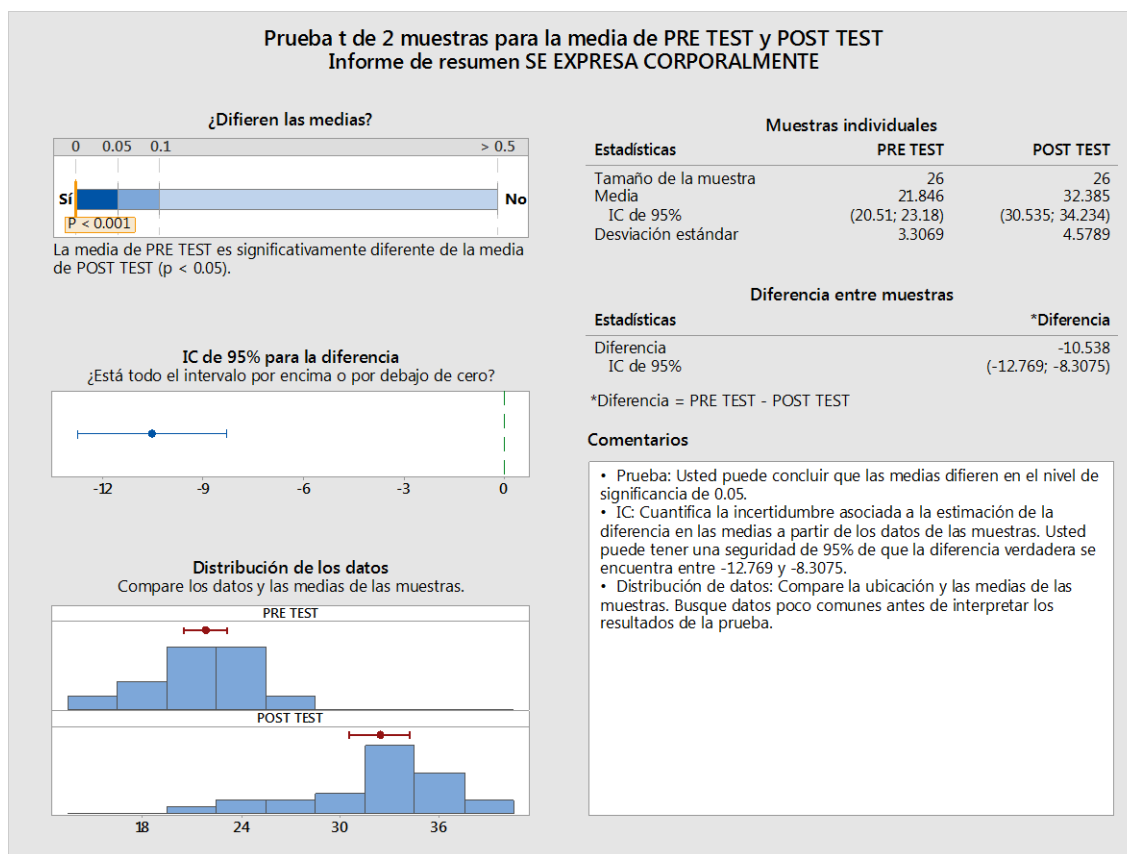 Prueba t de 2 muestras para la media de PRE TEST y POST TEST
Informe de resumen SE EXPRESA CORPORALMENTE
¿Difieren las medias?
0 0.05 0.1 > 0.5
Sí No
P < 0.001
La media de PRE TEST es significativamente diferente de la media
de POST TEST (p < 0.05).
IC de 95% para la diferencia
¿Está todo el intervalo por encima o por debajo de cero?
-12 -9 -6 -3 0
Distribución de los datos
Compare los datos y las medias de las muestras.
PRE TEST
POST TEST
18 24 30 36
Muestras individuales
Estadísticas PRE TEST POST TEST
Tamaño de la muestra 26 26
Media 21.846 32.385
IC de 95% (20.51; 23.18) (30.535; 34.234)
Desviación estándar 3.3069 4.5789
Diferencia entre muestras
Estadísticas *Diferencia
Diferencia -10.538
IC de 95% (-12.769; -8.3075)
*Diferencia = PRE TEST - POST TEST
Comentarios
• Prueba: Usted puede concluir que las medias difieren en el nivel de
significancia de 0.05.
• IC: Cuantifica la incertidumbre asociada a la estimación de la
diferencia en las medias a partir de los datos de las muestras. Usted
puede tener una seguridad de 95% de que la diferencia verdadera se
encuentra entre -12.769 y -8.3075.
• Distribución de datos: Compare la ubicación y las medias de las
muestras. Busque datos poco comunes antes de interpretar los
resultados de la prueba.